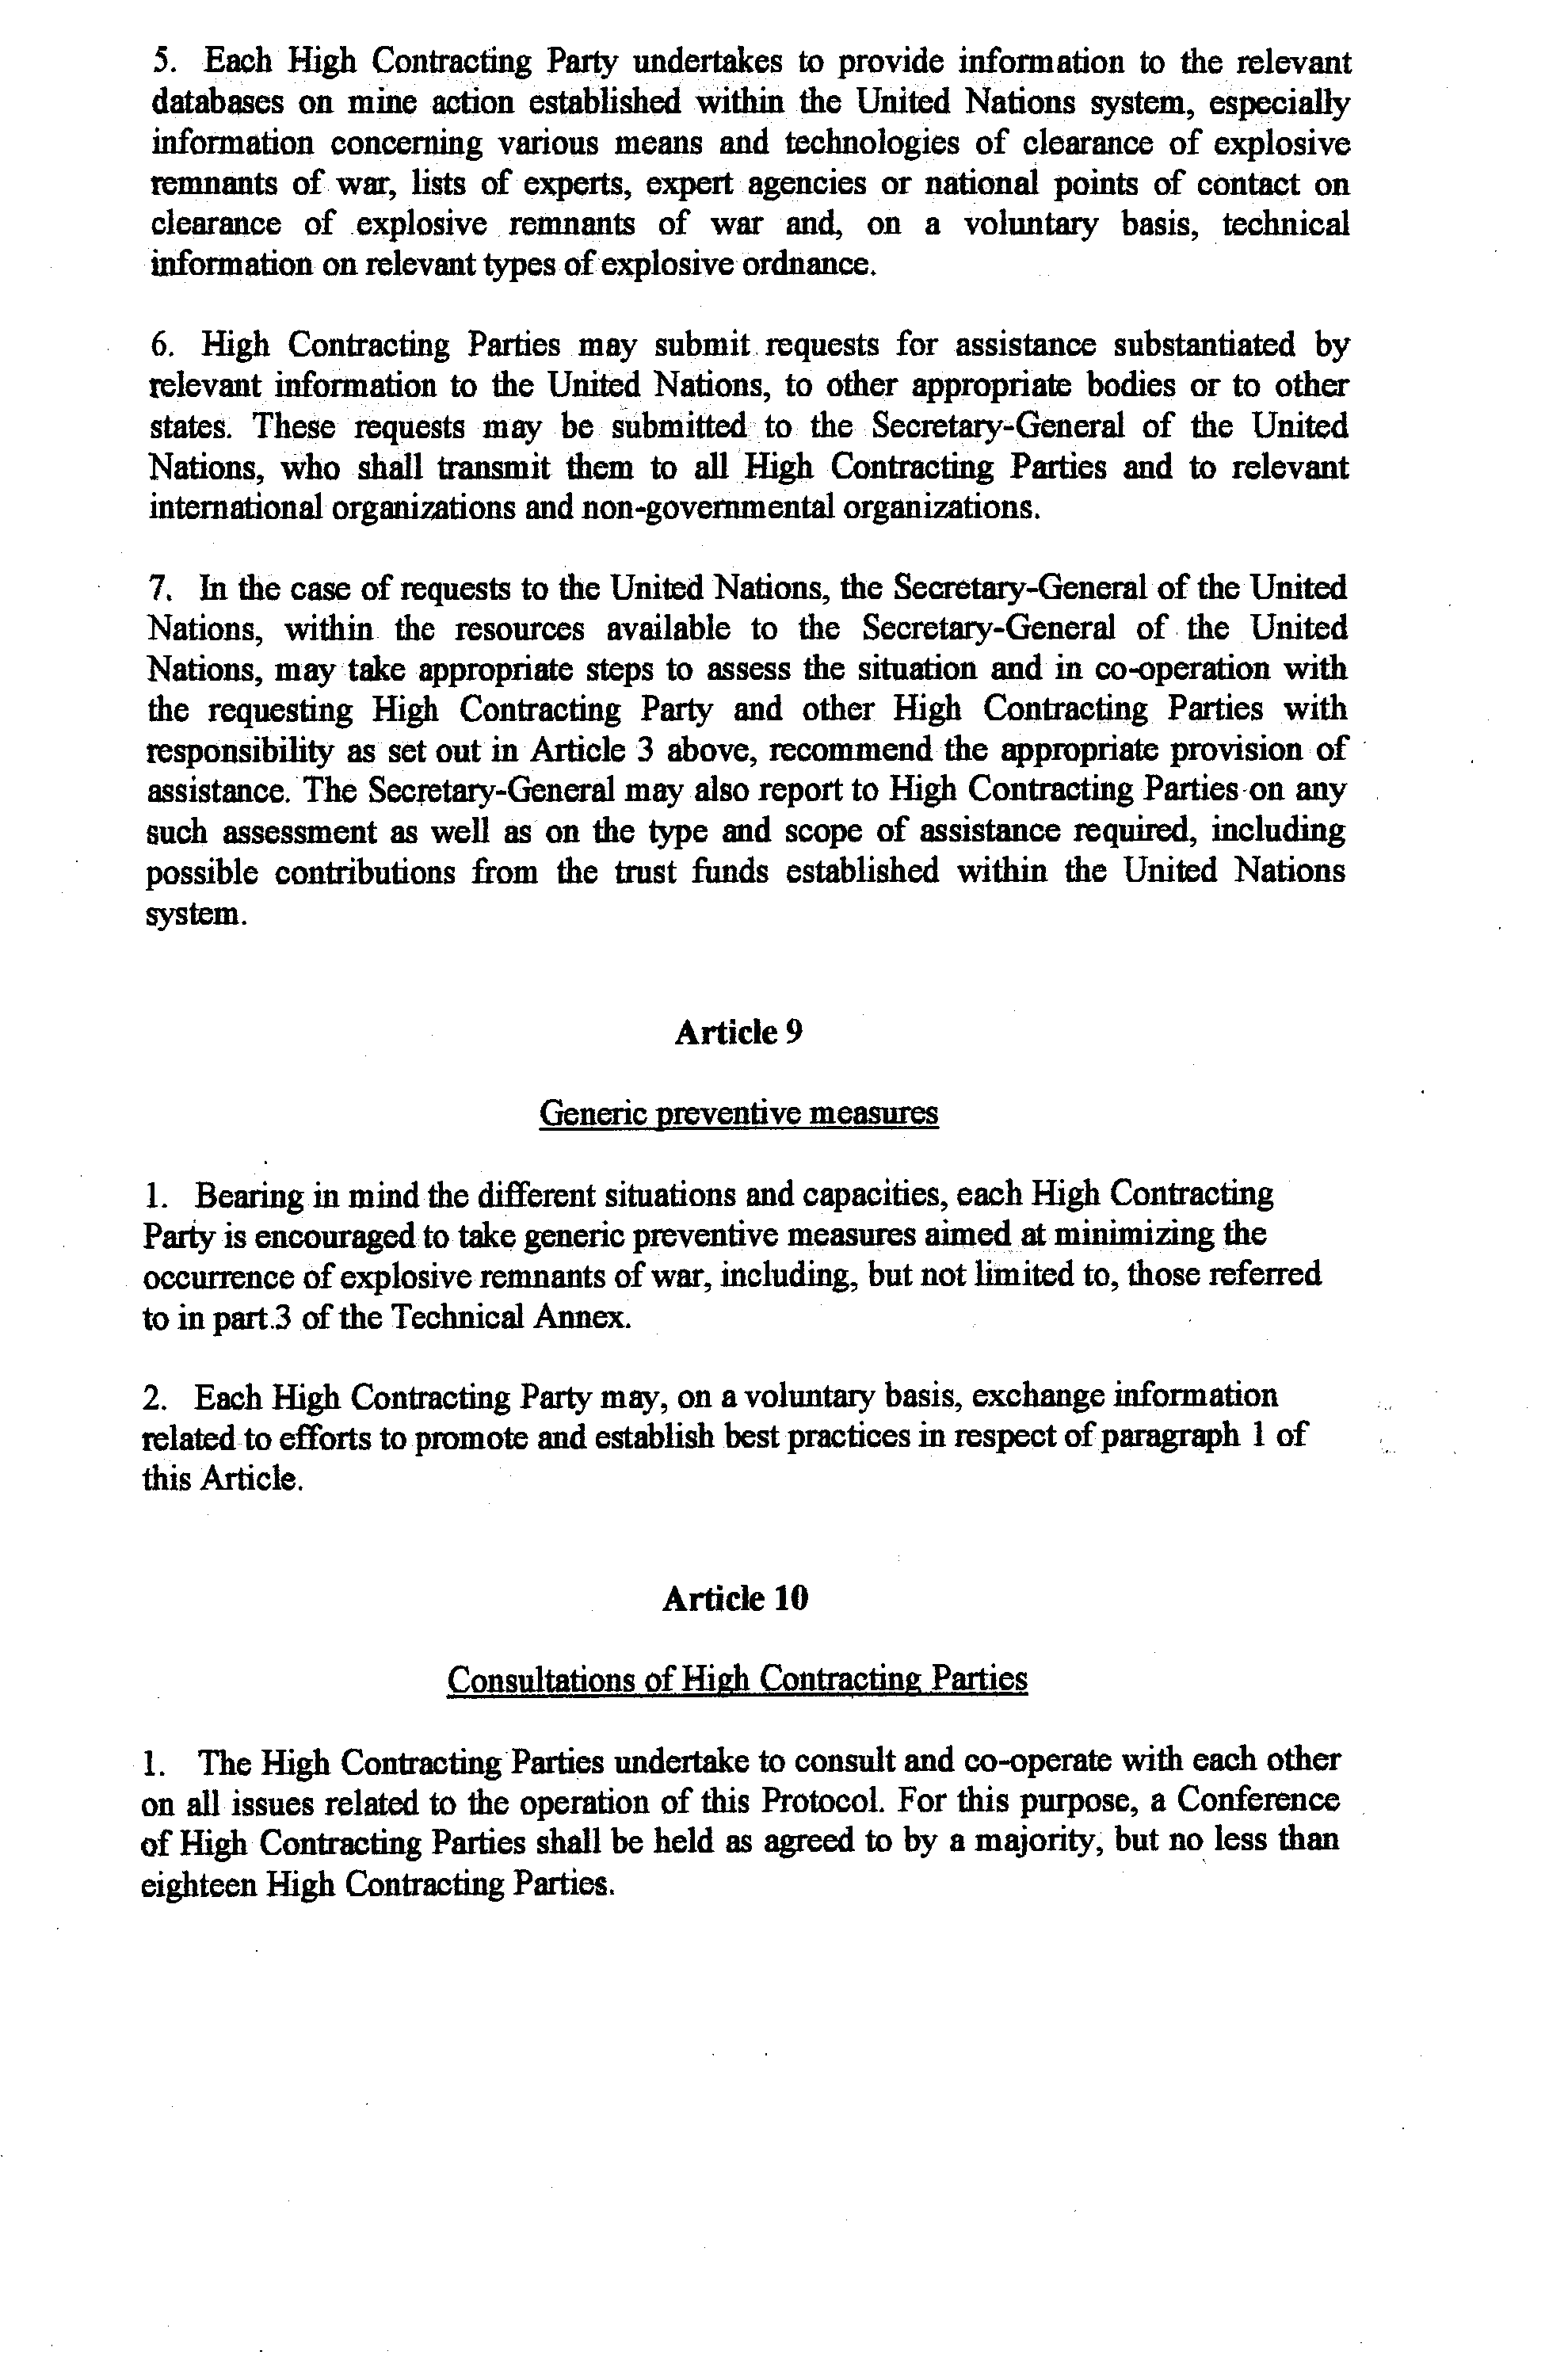 5. Each High Contracting Party undertakes to provide information to the relevant
databases on mine action established within the United Nations system, especially
information concerning various means and technologies of clearance of explosive
remnants of war, lists of experts, expert agencies or national points of contact on
clearance of explosive remnants of war and, on a voluntary basis, technical
information on relevant types of explosive ordnance.
6. High Contracting Parties may submit requests for assistance substantiated by
relevant information to the United Nations, to other appropriate bodies or to other
states. These requests may be submitted to the Secretary-General of the United
Nations, who shall transmit them to all High Contracting Parties and to relevant
international organizations and non-governmental organizations.
7. In the case of requests to the United Nations, the Secretary-General of the United
Nations, within the resources available to the Secretary-General of the United
Nations, may take appropriate steps to assess the situation and in co-operation with
the requesting High Contracting Party and other High Contracting Parties with
responsibility as set out in Article 3 above, recommend the appropriate provision of
assistance. The Secretary-General may also report to High Contracting Parties on any
such assessment as well as on the type and scope of assistance required, including
possible contributions from the trust funds established within the United Nations
system.
Article 9
Generic preventive measures
1. Bearing in mind the different situations and capacities, each High Contracting
Party is encouraged to take generic preventive measures aimed at minimizing the
occurrence of explosive remnants of war, including, but not limited to, those referred
to in part 3 of the Technical Annex.
2. Each High Contracting Party may, on a voluntary basis, exchange information
related to efforts to promote and establish best practices in respect of paragraph 1 of
this Article.
Article 10
Consultations of High Contracting Parties
1. The High Contracting Parties undertake to consult and co-operate with each other
on all issues related to the operation of this Protocol. For this purpose, a Conference
of High Contracting Parties shall be held as agreed to by a majority, but no less than
eighteen High Contracting Parties.